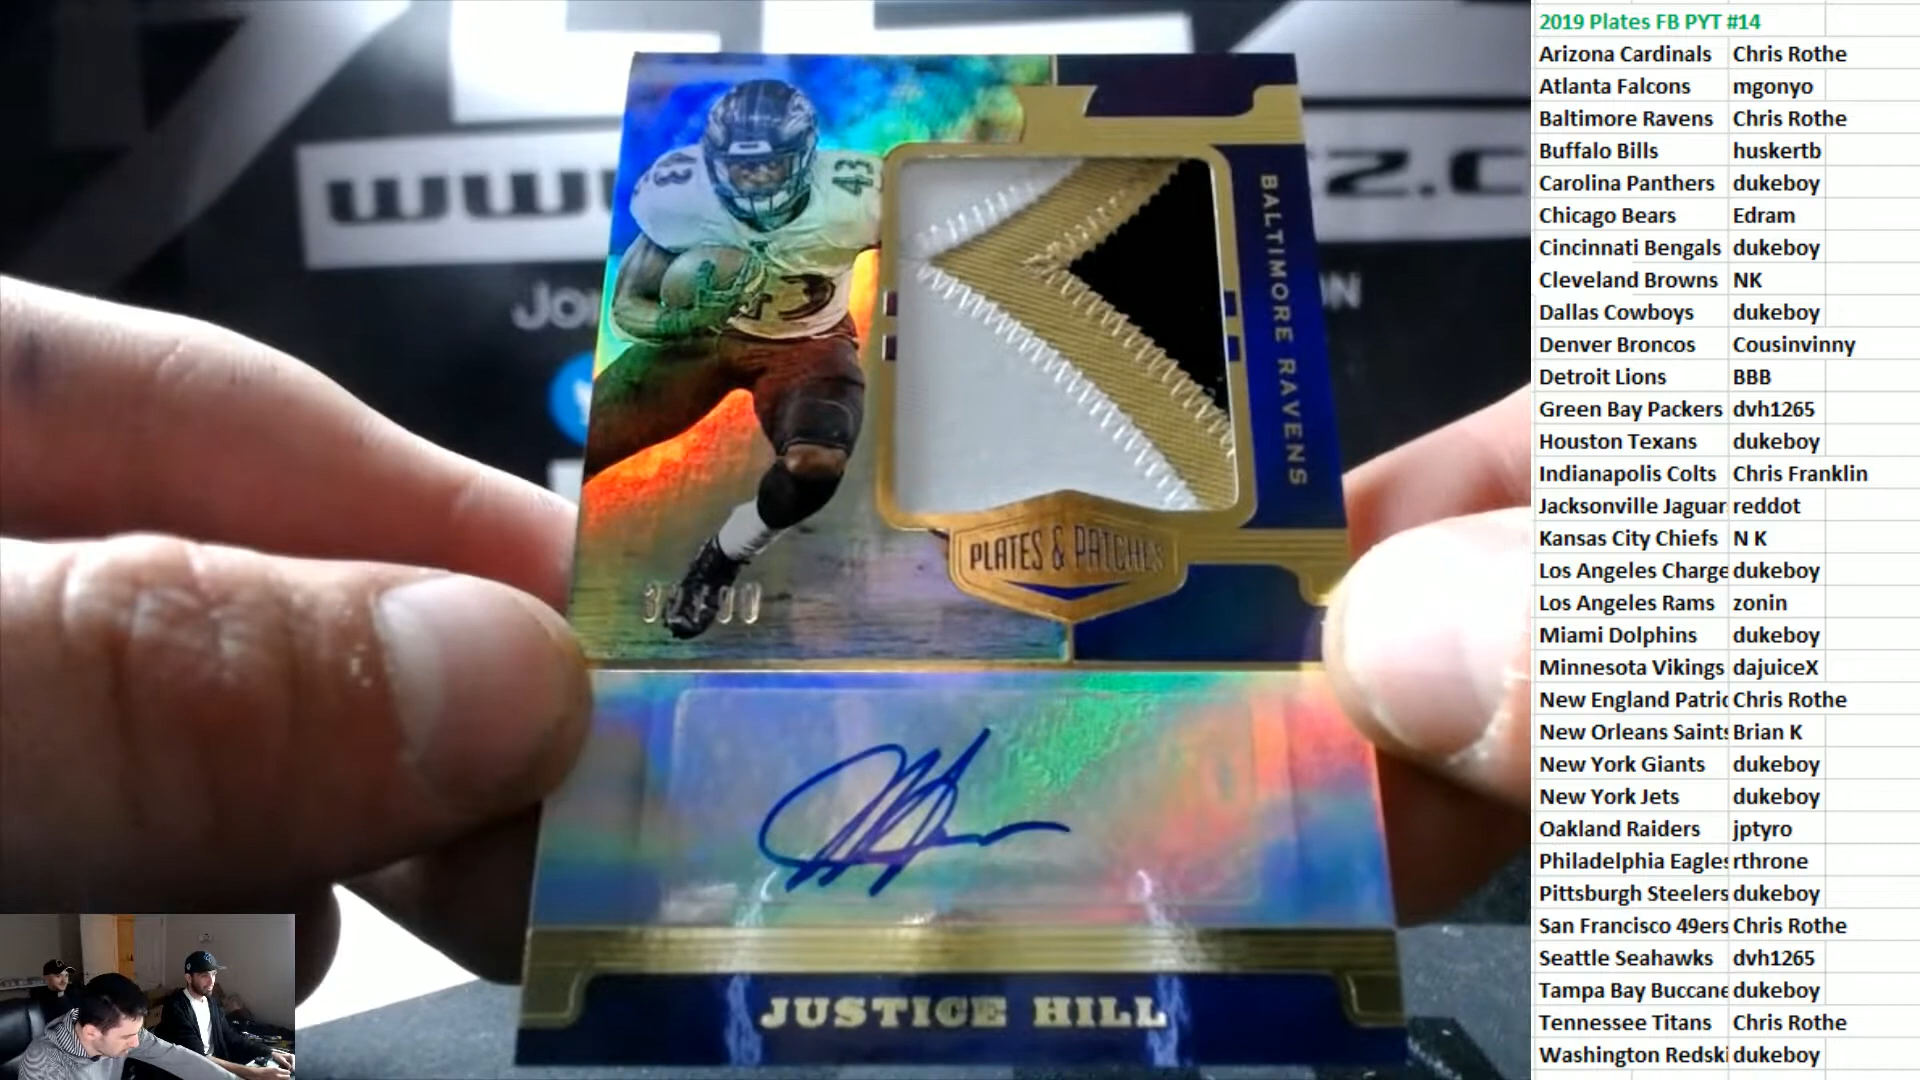 43
43
BALTIMORE RAVENS
PLATES & PATCHES
JUSTICE HILL
2019 Plates FB PYT #14
Arizona Cardinals Chris Rothe
Atlanta Falcons mgonyo
Baltimore Ravens Chris Rothe
Buffalo Bills huskertb
Carolina Panthers dukeboy
Chicago Bears Edram
Cincinnati Bengals dukeboy
Cleveland Browns NK
Dallas Cowboys dukeboy
Denver Broncos Cousinvinny
Detroit Lions BBB
Green Bay Packers dvh1265
Houston Texans dukeboy
Indianapolis Colts Chris Franklin
Jacksonville Jaguar reddot
Kansas City Chiefs N K
Los Angeles Charge dukeboy
Los Angeles Rams zonin
Miami Dolphins dukeboy
Minnesota Vikings dajuiceX
New England Patric Chris Rothe
New Orleans Saints Brian K
New York Giants dukeboy
New York Jets dukeboy
Oakland Raiders jptyro
Philadelphia Eagles rthrone
Pittsburgh Steelers dukeboy
San Francisco 49ers Chris Rothe
Seattle Seahawks dvh1265
Tampa Bay Buccane dukeboy
Tennessee Titans Chris Rothe
Washington Redski dukeboy